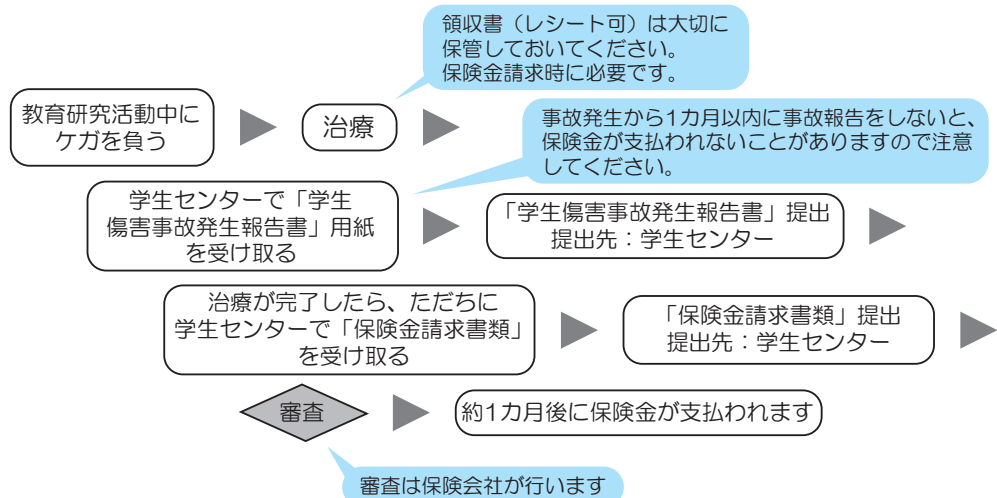 領収書（レシート可）は大切に
保管しておいてください。
保険金請求時に必要です。
教育研究活動中に
ケガを負う
治療
事故発生から1カ月以内に事故報告をしないと、
保険金が支払われないことがありますので注意
してください。
学生センターで「学生
傷害事故発生報告書」用紙
を受け取る
「学生傷害事故発生報告書」提出
提出先：学生センター
治療が完了したら、ただちに
学生センターで「保険金請求書類」
を受け取る
「保険金請求書類」提出
提出先：学生センター
審査
約1カ月後に保険金が支払われます
審査は保険会社が行います